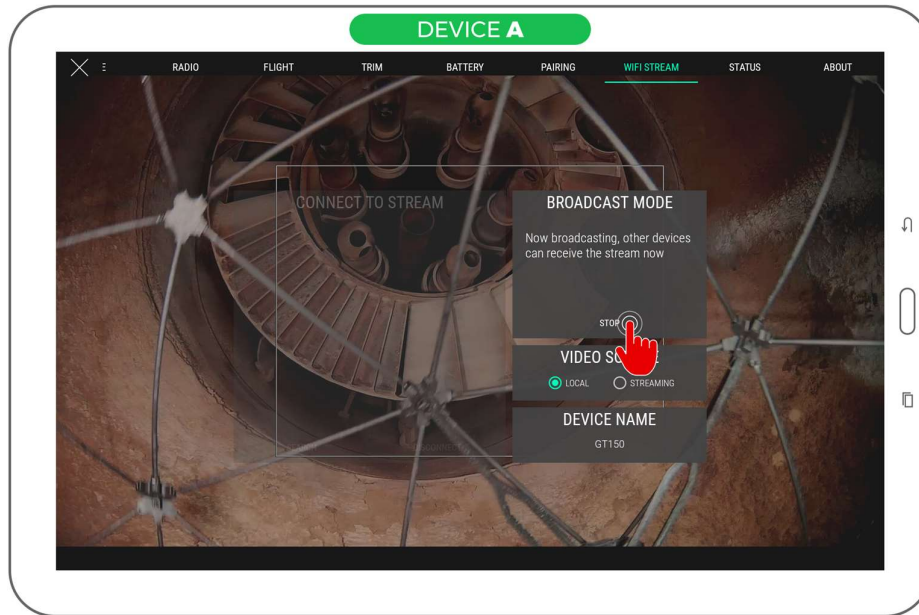 DEVICE A
RADIO FLIGHT TRIM BATTERY PAIRING WIFI STREAM STATUS ABOUT
CONNECT TO STREAM
BROADCAST MODE
Now broadcasting, other devices
can receive the stream now
STOP
VIDEO
LOCAL STREAMING
DEVICE NAME
GT150